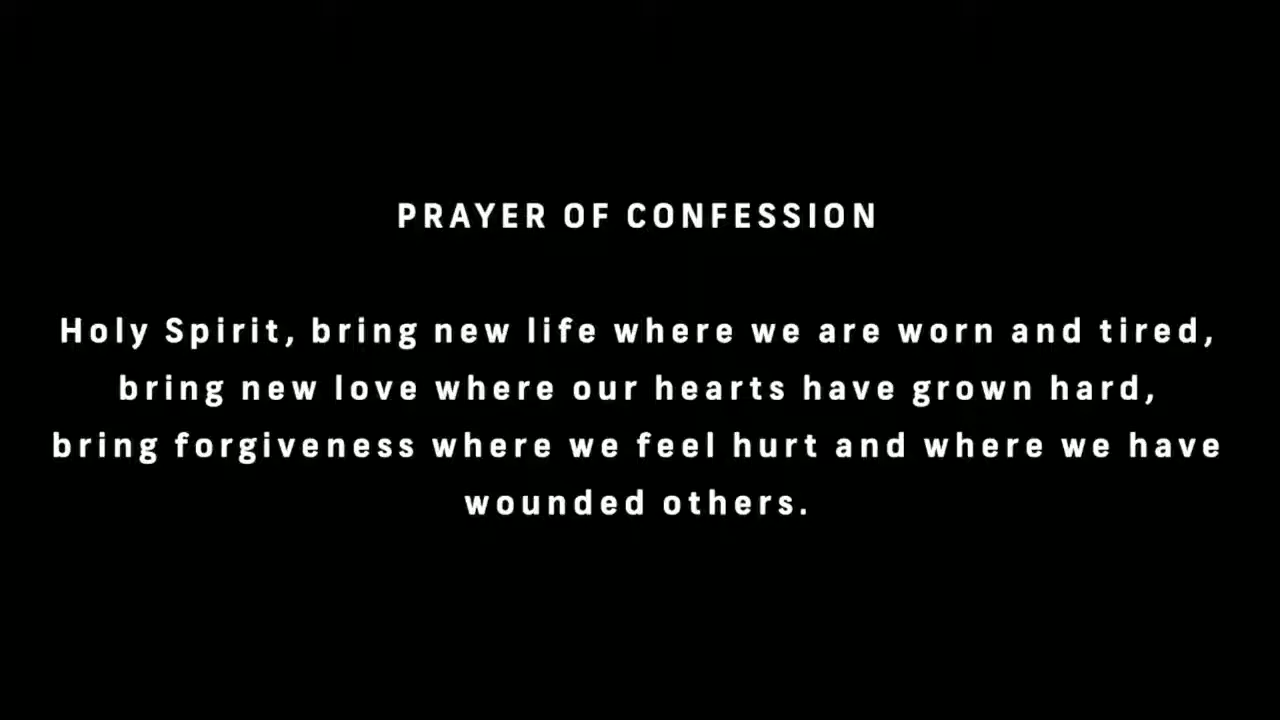 PRAYER OF CONFESSION
Holy Spirit, bring new life where we are worn and tired,
bring new love where our hearts have grown hard,
bring forgiveness where we feel hurt and where we have
wounded others.